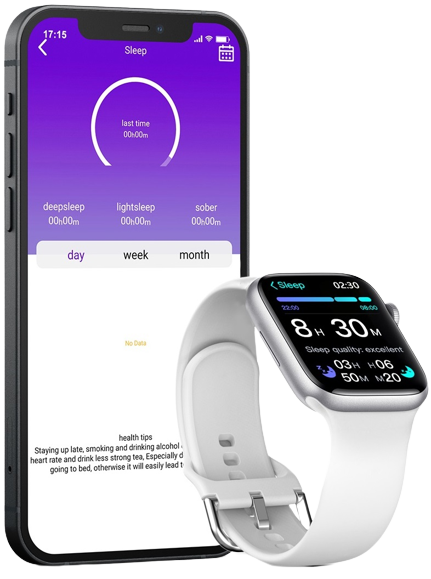 17:15
Sleep
last time
00h00m
deepsleep lightsleep sober
00h00m 00h00m 00h00m
day week month
No Data
health tips
Staying up late, smoking and drinking alcohol
heart rate and drink less strong tea, Especially d
going to bed, otherwise it will easily lead t
Sleep 02:30
22:00 06:00
8H 30M
Sleep quality: excellent
03H H06
50M M20